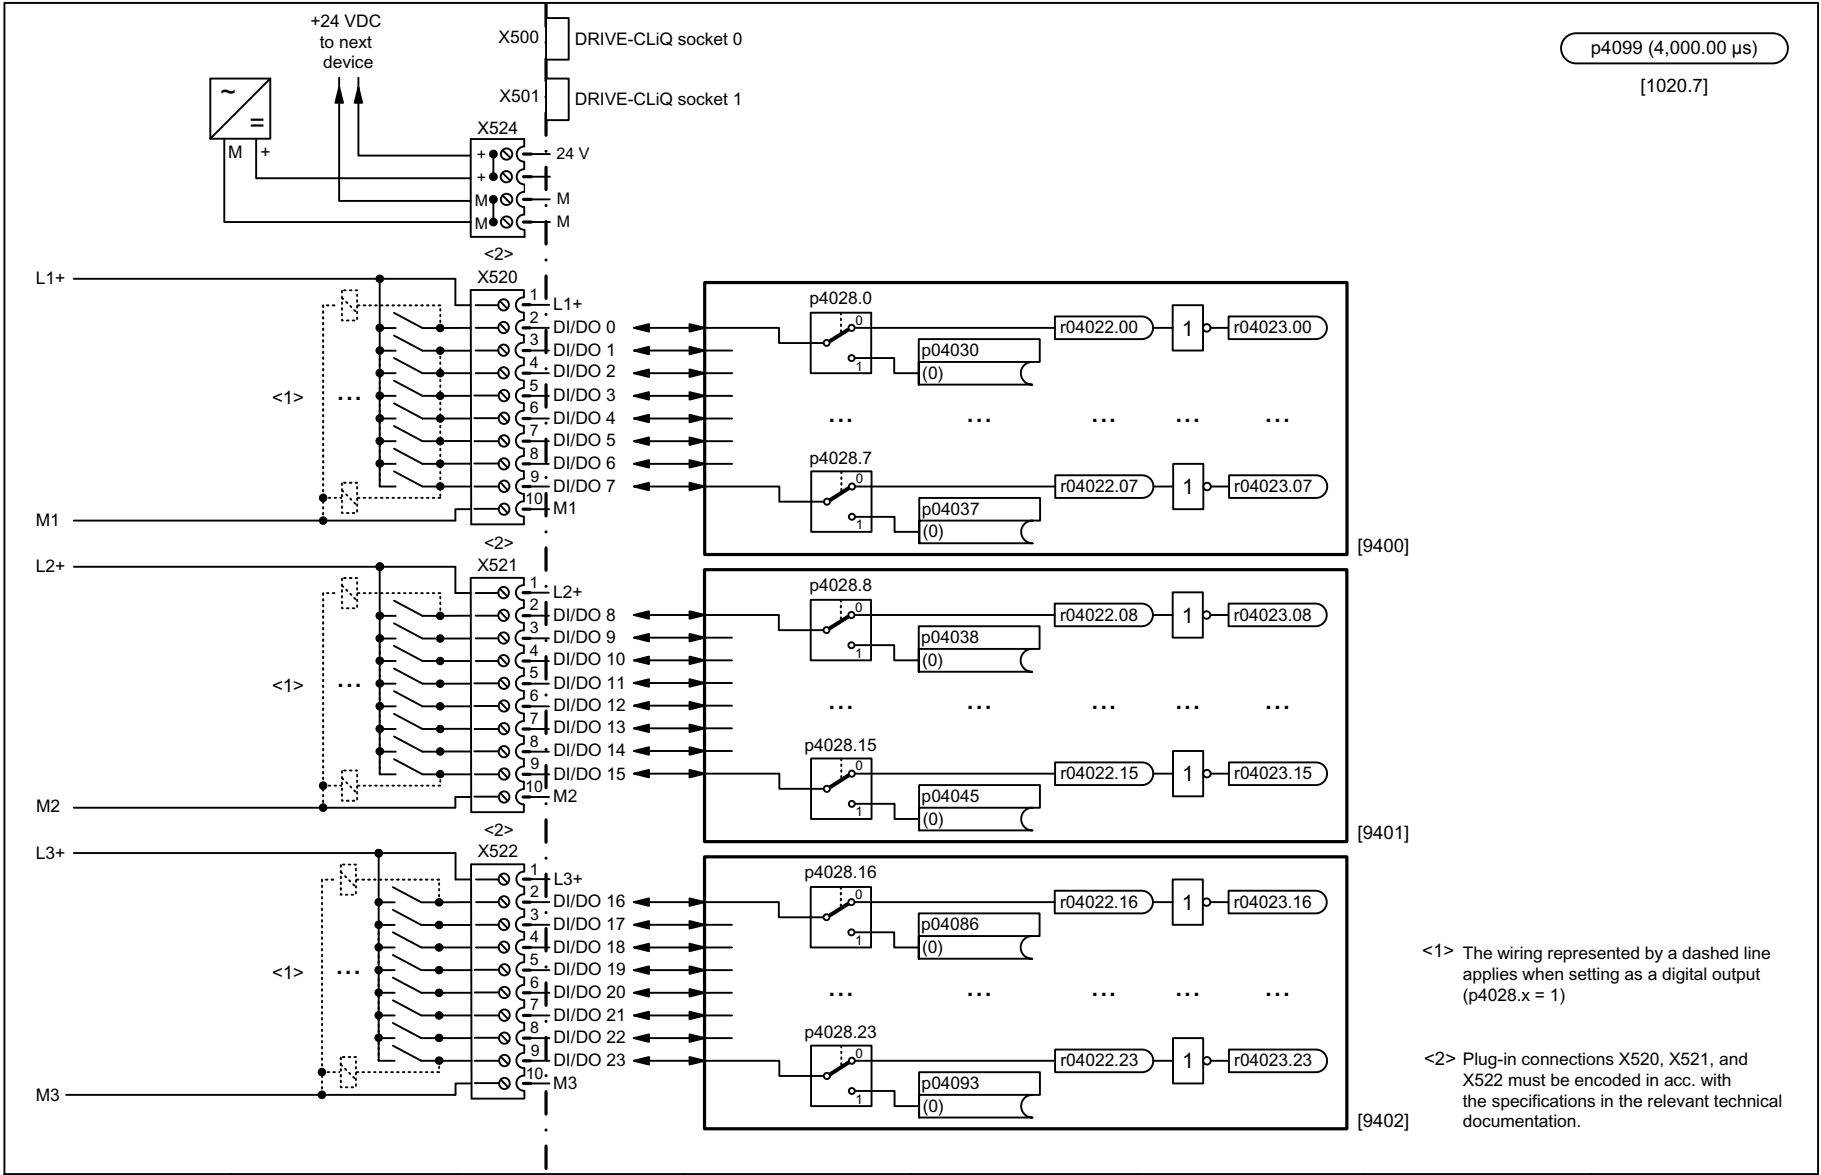 +24 VDC
to next
device
X500
DRIVE-CLiQ socket 0
X501
DRIVE-CLiQ socket 1
p4099 (4,000.00 µs)
[1020.7]
~
=
M
+
X524
+
24 V
+
M
M
M
M
<2>
X520
L1+
1
L1+
2
DI/DO 0
3
DI/DO 1
4
DI/DO 2
5
DI/DO 3
6
DI/DO 4
7
DI/DO 5
8
DI/DO 6
9
DI/DO 7
10
M1
<1>
...
M1
p4028.0
0
1
p04030
(0)
r04022.00
1
r04023.00
...
...
...
...
...
p4028.7
0
1
p04037
(0)
r04022.07
1
r04023.07
[9400]
<2>
X521
L2+
1
L2+
2
DI/DO 8
3
DI/DO 9
4
DI/DO 10
5
DI/DO 11
6
DI/DO 12
7
DI/DO 13
8
DI/DO 14
9
DI/DO 15
10
M2
<1>
...
M2
p4028.8
0
1
p04038
(0)
r04022.08
1
r04023.08
...
...
...
...
...
p4028.15
0
1
p04045
(0)
r04022.15
1
r04023.15
[9401]
<2>
X522
L3+
1
L3+
2
DI/DO 16
3
DI/DO 17
4
DI/DO 18
5
DI/DO 19
6
DI/DO 20
7
DI/DO 21
8
DI/DO 22
9
DI/DO 23
10
M3
<1>
...
M3
p4028.16
0
1
p04086
(0)
r04022.16
1
r04023.16
...
...
...
...
...
p4028.23
0
1
p04093
(0)
r04022.23
1
r04023.23
[9402]
<1> The wiring represented by a dashed line
applies when setting as a digital output
(p4028.x = 1)
<2> Plug-in connections X520, X521, and
X522 must be encoded in acc. with
the specifications in the relevant technical
documentation.